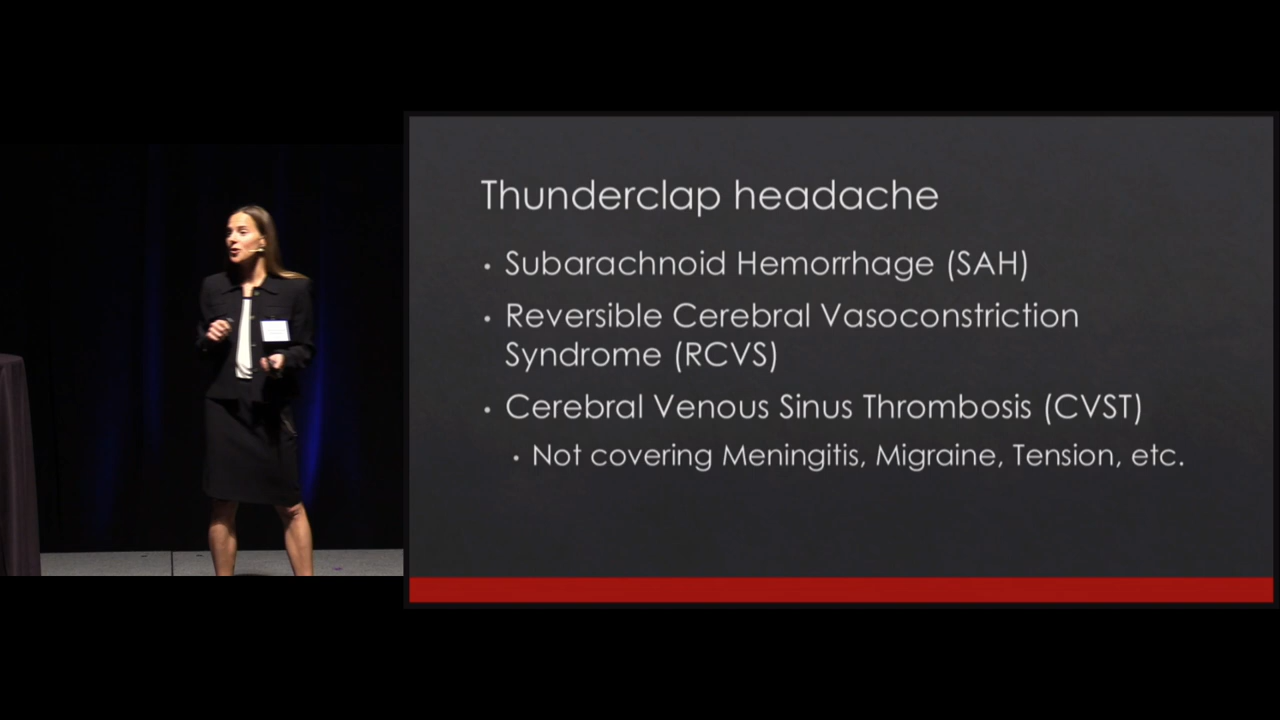 Thunderclap headache
• Subarachnoid Hemorrhage (SAH)
• Reversible Cerebral Vasoconstriction
Syndrome (RCVS)
• Cerebral Venous Sinus Thrombosis (CVST)
• Not covering Meningitis, Migraine, Tension, etc.